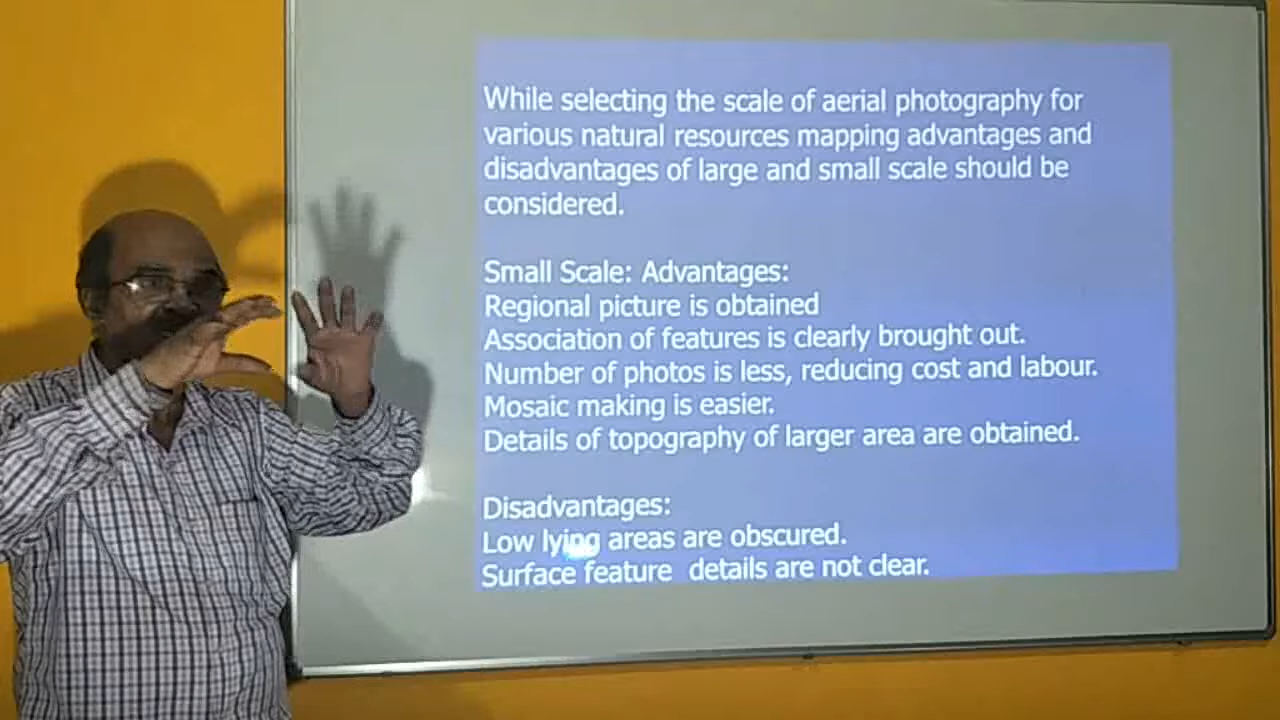 While selecting the scale of aerial photography for
various natural resources mapping advantages and
disadvantages of large and small scale should be
considered.
Small Scale: Advantages:
Regional picture is obtained
Association of features is clearly brought out.
Number of photos is less, reducing cost and labour.
Mosaic making is easier.
Details of topography of larger area are obtained.
Disadvantages:
Low lying areas are obscured.
Surface feature details are not clear.